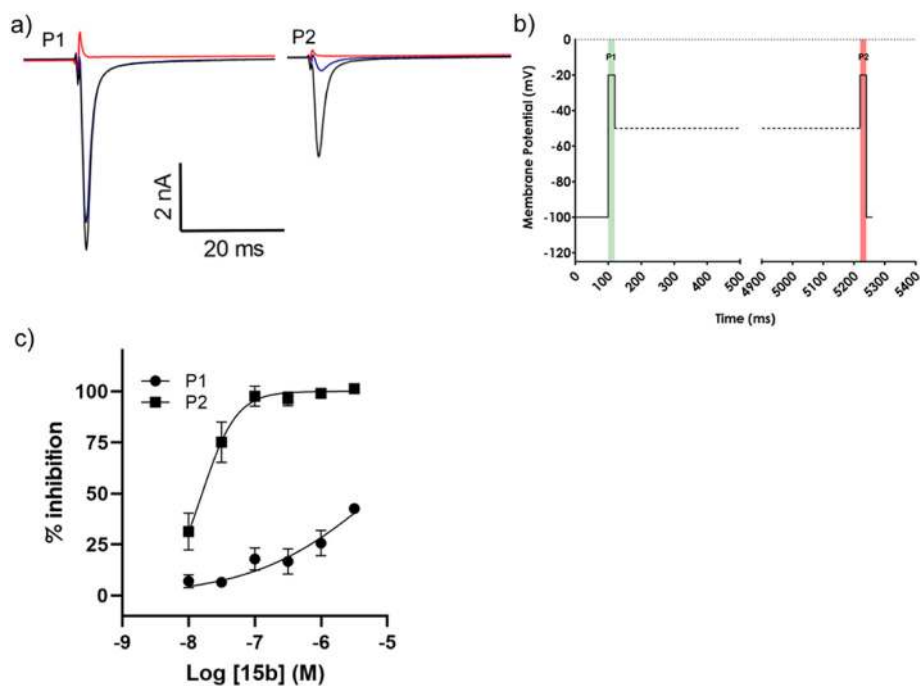 a)
P1
P2
2 nA
20 ms
b)
Membrane Potential (mV)
0
-20
-40
-60
-80
-100
-120
P1
P2
0
100
200
300
400
500
4900
5000
5100
5200
5300
5400
Time (ms)
c)
P1
P2
% inhibition
100
75
50
25
0
-9
-8
-7
-6
-5
Log [15b] (M)